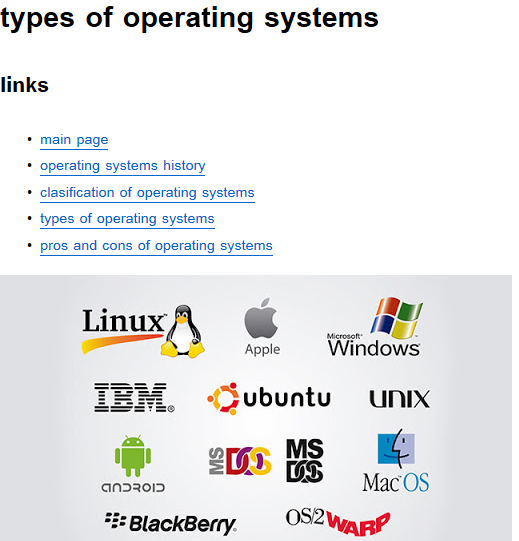 types of operating systems
links
• main page
• operating systems history
• clasification of operating systems
• types of operating systems
• pros and cons of operating systems
Linux™
Apple
Microsoft®
Windows®
IBM®
ubuntu
UNIX
android
MS DOS
MS
DOS
Mac OS
BlackBerry®
OS/2 WARP